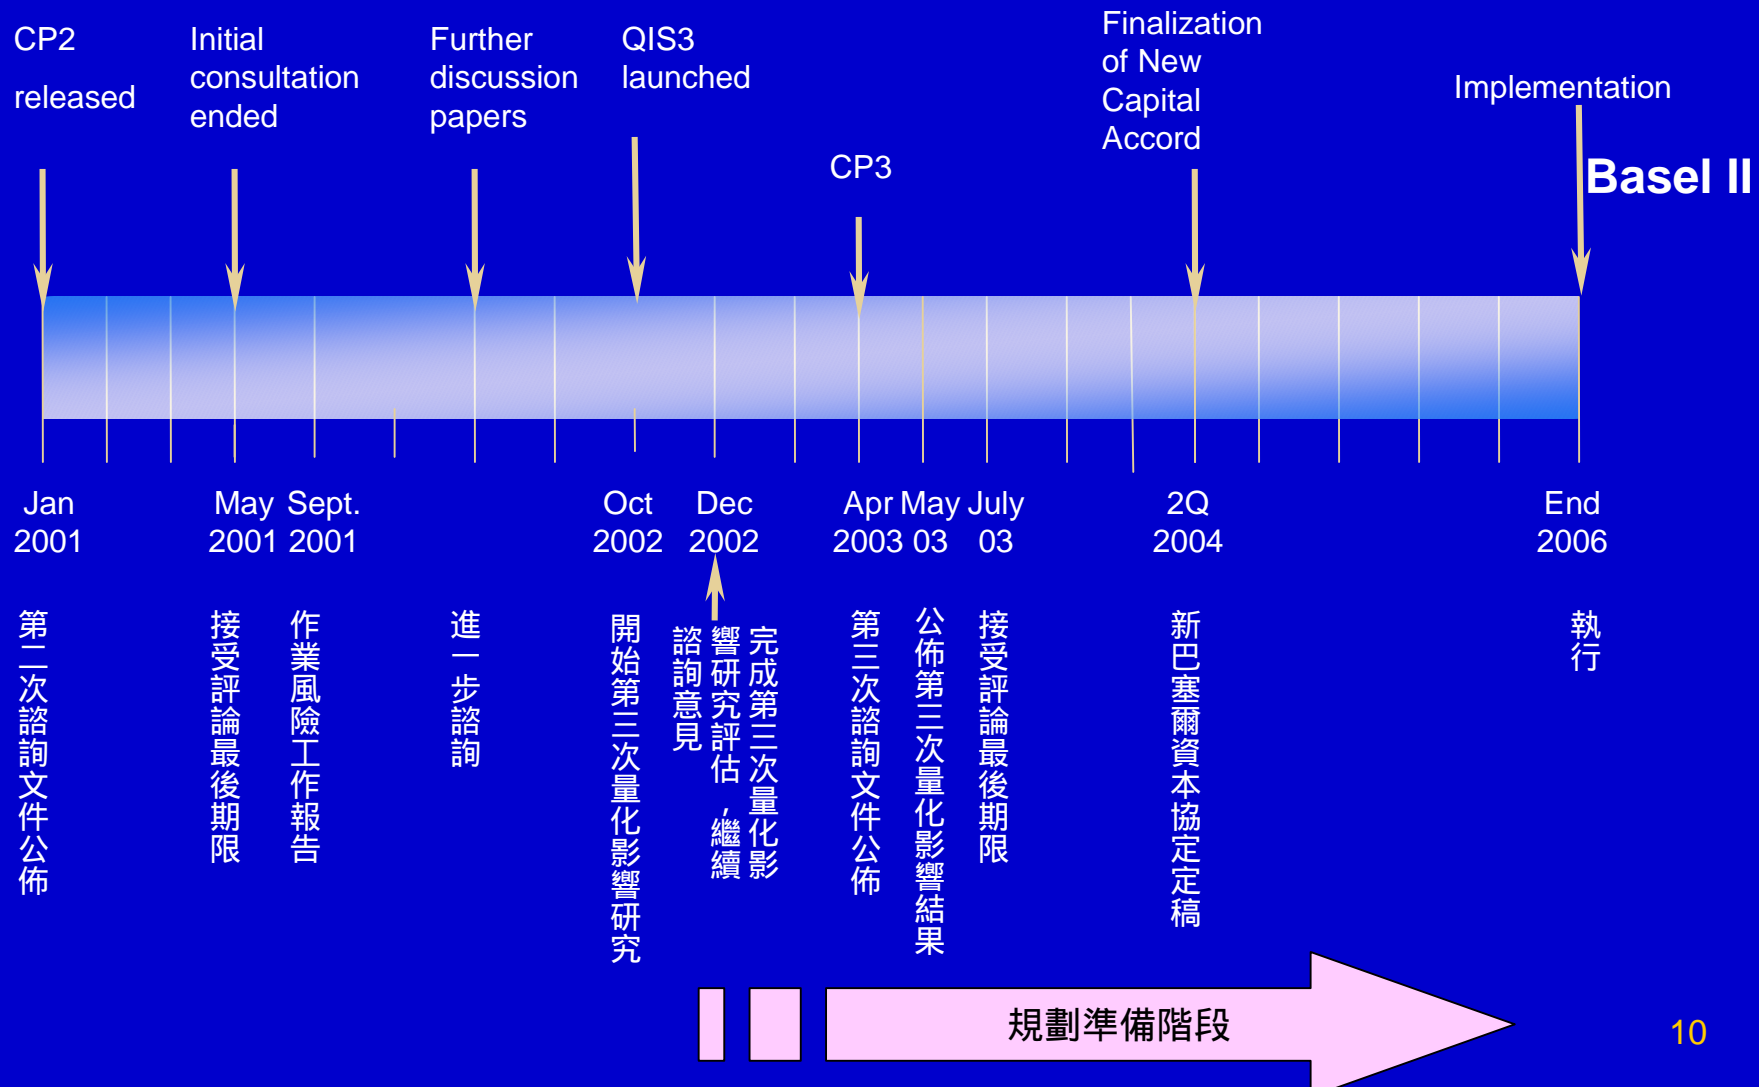 CP2
released
Initial
consultation
ended
Further
discussion
papers
QIS3
launched
CP3
Finalization
of New
Capital
Accord
Implementation
Basel II
Jan
2001
May
2001
Sept.
2001
Oct
2002
Dec
2002
Apr
2003
May
03
July
03
2Q
2004
End
2006
第二次諮詢文件公佈
接受評論最後期限
作業風險工作報告
進一步諮詢
開始第三次量化影響研究
完成第三次量化影
響研究評估,繼續
諮詢意見
第三次諮詢文件公佈
公佈第三次量化影響結果
接受評論最後期限
新巴塞爾資本協定定稿
執行
規劃準備階段
10